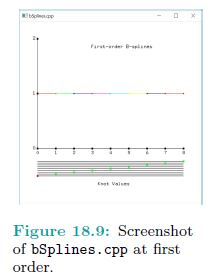 bSplines.cpp
First-order B-splines
2
1
0
0 1 2 3 4 5 6 7 8
Knot Values
Figure 18.9: Screenshot
of bSplines.cpp at first
order.